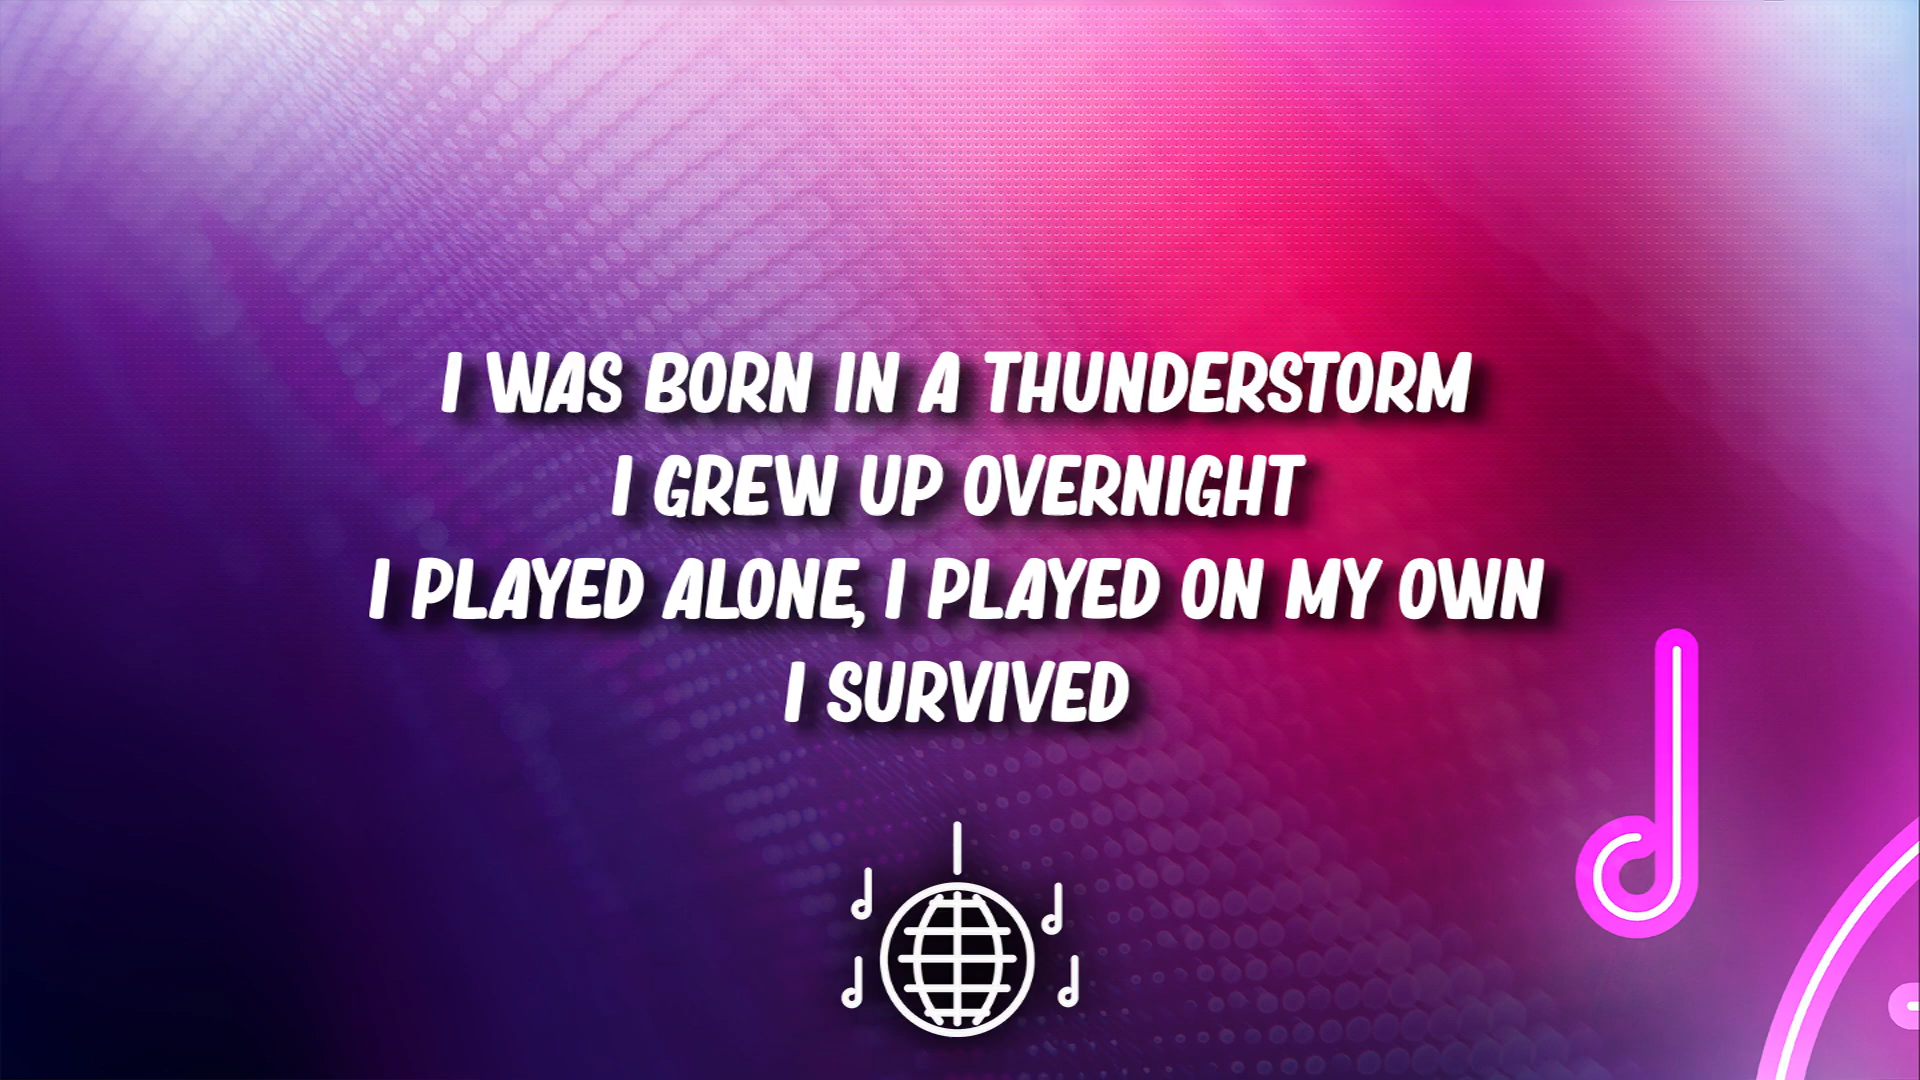 I WAS BORN IN A THUNDERSTORM
I GREW UP OVERNIGHT
I PLAYED ALONE, I PLAYED ON MY OWN
I SURVIVED